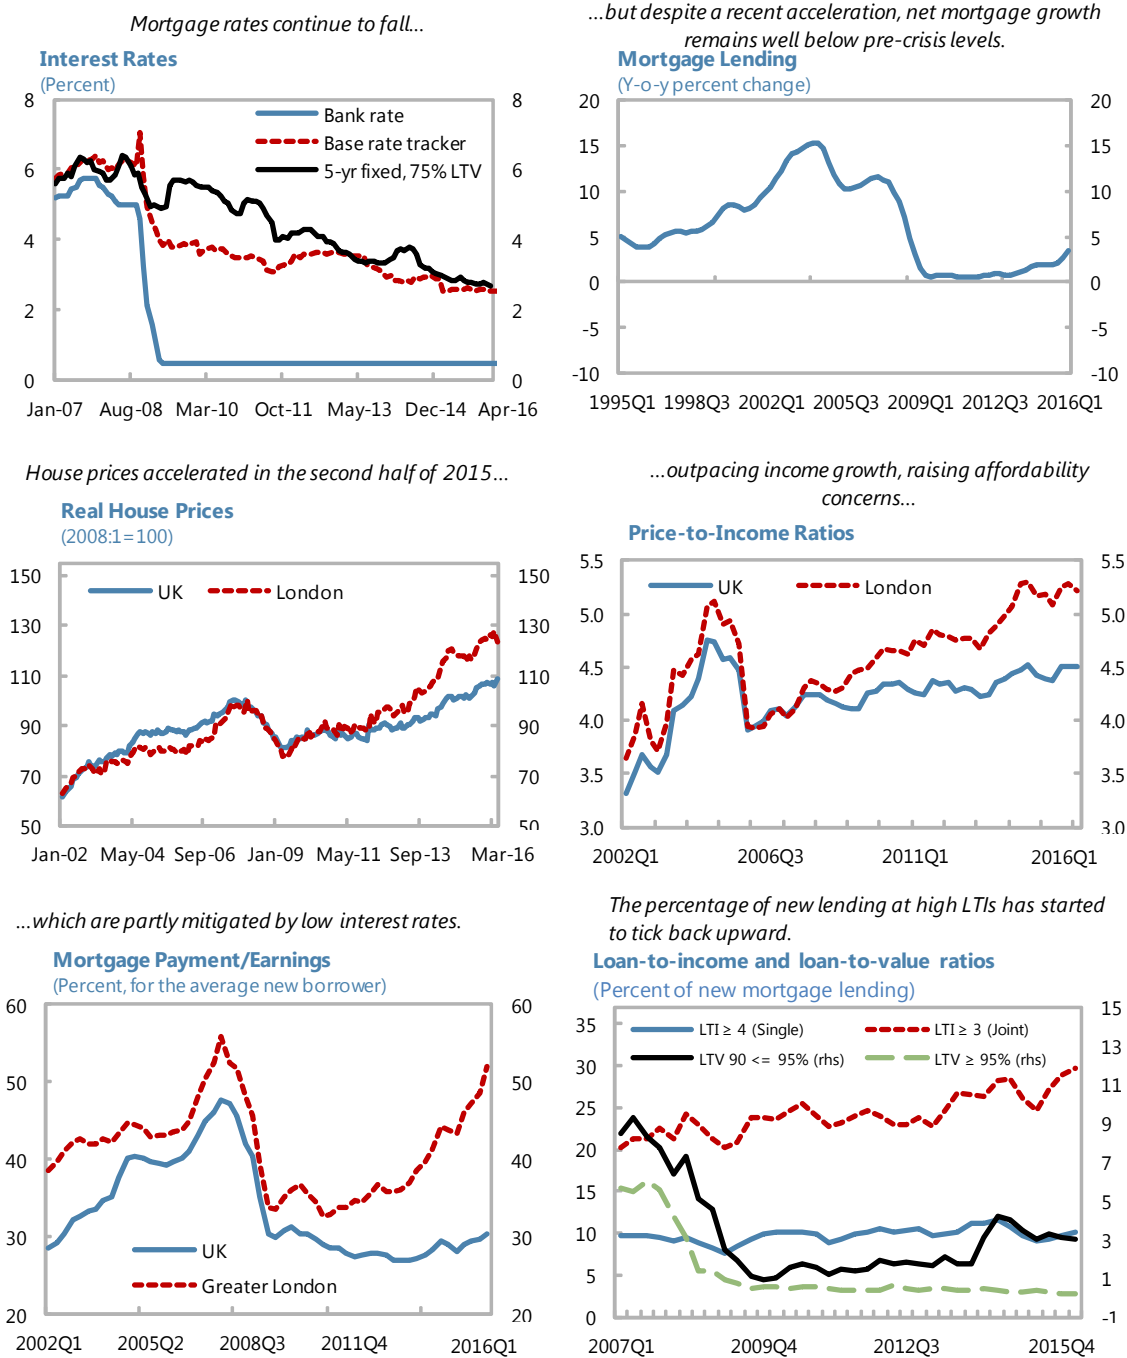 Mortgage rates continue to fall...
Interest Rates
(Percent)
8 8
Bank rate
Base rate tracker
5-yr fixed, 75% LTV
6 6
4 4
2 2
0 0
Jan-07 Aug-08 Mar-10 Oct-11 May-13 Dec-14 Apr-16
...but despite a recent acceleration, net mortgage growth
remains well below pre-crisis levels.
Mortgage Lending
(Y-o-y percent change)
20 20
15 15
10 10
5 5
0 0
-5 -5
-10 -10
1995Q1 1998Q3 2002Q1 2005Q3 2009Q1 2012Q3 2016Q1
House prices accelerated in the second half of 2015...
Real House Prices
(2008:1=100)
150 150
UK London
130 130
110 110
90 90
70 70
50 50
Jan-02 May-04 Sep-06 Jan-09 May-11 Sep-13 Mar-16
...outpacing income growth, raising affordability
concerns...
Price-to-Income Ratios
5.5 5.5
UK London
5.0 5.0
4.5 4.5
4.0 4.0
3.5 3.5
3.0 3.0
2002Q1 2006Q3 2011Q1 2016Q1
...which are partly mitigated by low interest rates.
Mortgage Payment/Earnings
(Percent, for the average new borrower)
60 60
50 50
40 40
30 30
UK
Greater London
20 20
2002Q1 2005Q2 2008Q3 2011Q4 2016Q1
The percentage of new lending at high LTIs has started
to tick back upward.
Loan-to-income and loan-to-value ratios
(Percent of new mortgage lending)
15
35
LTI ≥ 4 (Single) LTI ≥ 3 (Joint)
13
LTV 90 <= 95% (rhs) LTV ≥ 95% (rhs)
30
11
25
9
20
7
15
5
10
3
5
1
0
-1
2007Q1 2009Q4 2012Q3 2015Q4